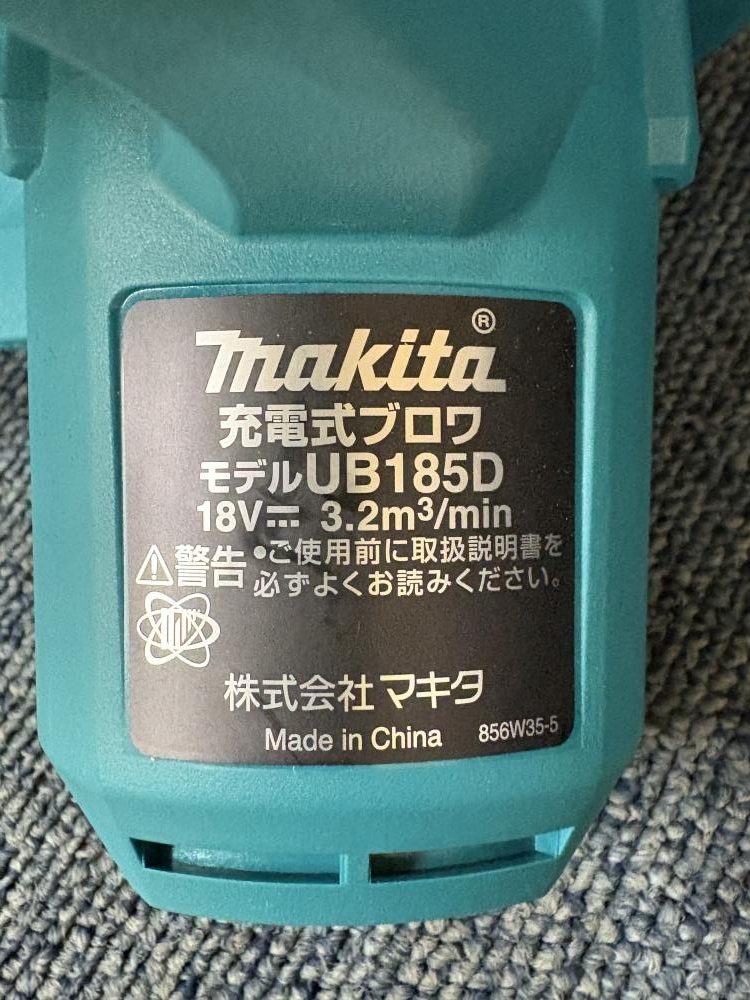 makita®
充電式ブロワ
モデルUB185D
18V⎓ 3.2m³/min
⚠警告 •ご使用前に取扱説明書を
必ずよくお読みください。
株式会社マキタ
Made in China 856W35-5